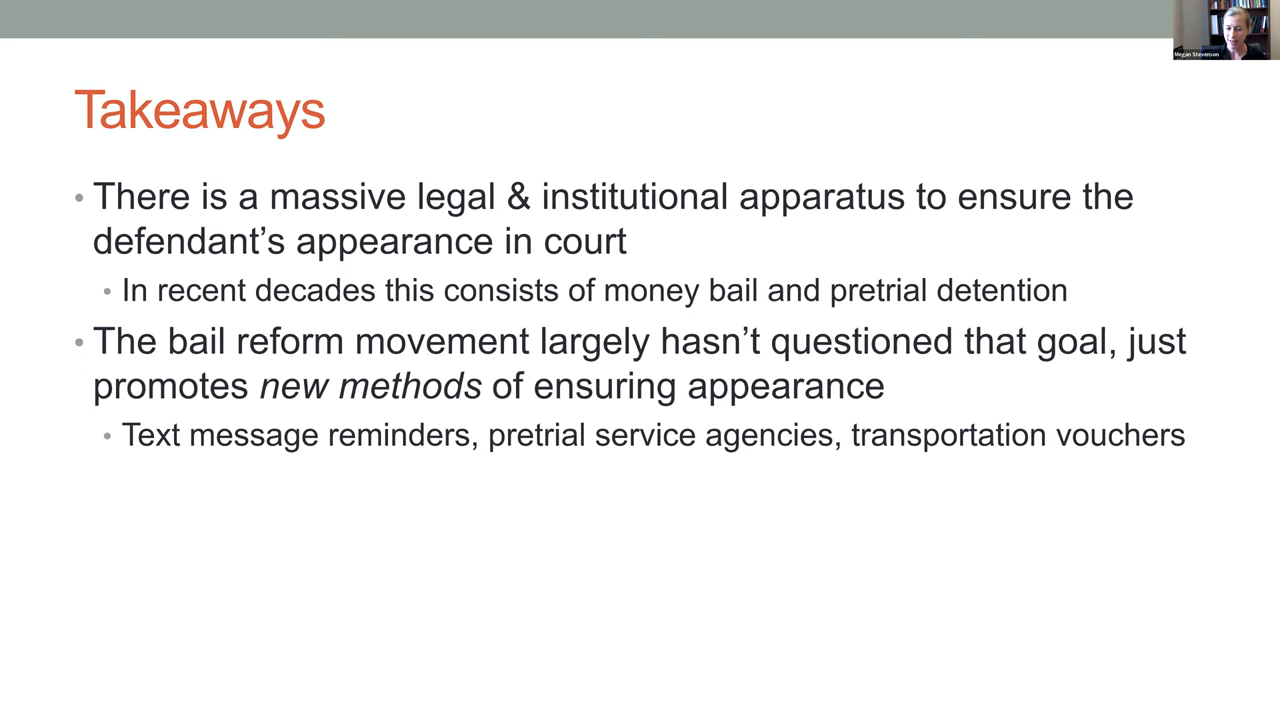 Megan Stevenson
Takeaways
• There is a massive legal & institutional apparatus to ensure the
defendant’s appearance in court
• In recent decades this consists of money bail and pretrial detention
• The bail reform movement largely hasn’t questioned that goal, just
promotes new methods of ensuring appearance
• Text message reminders, pretrial service agencies, transportation vouchers